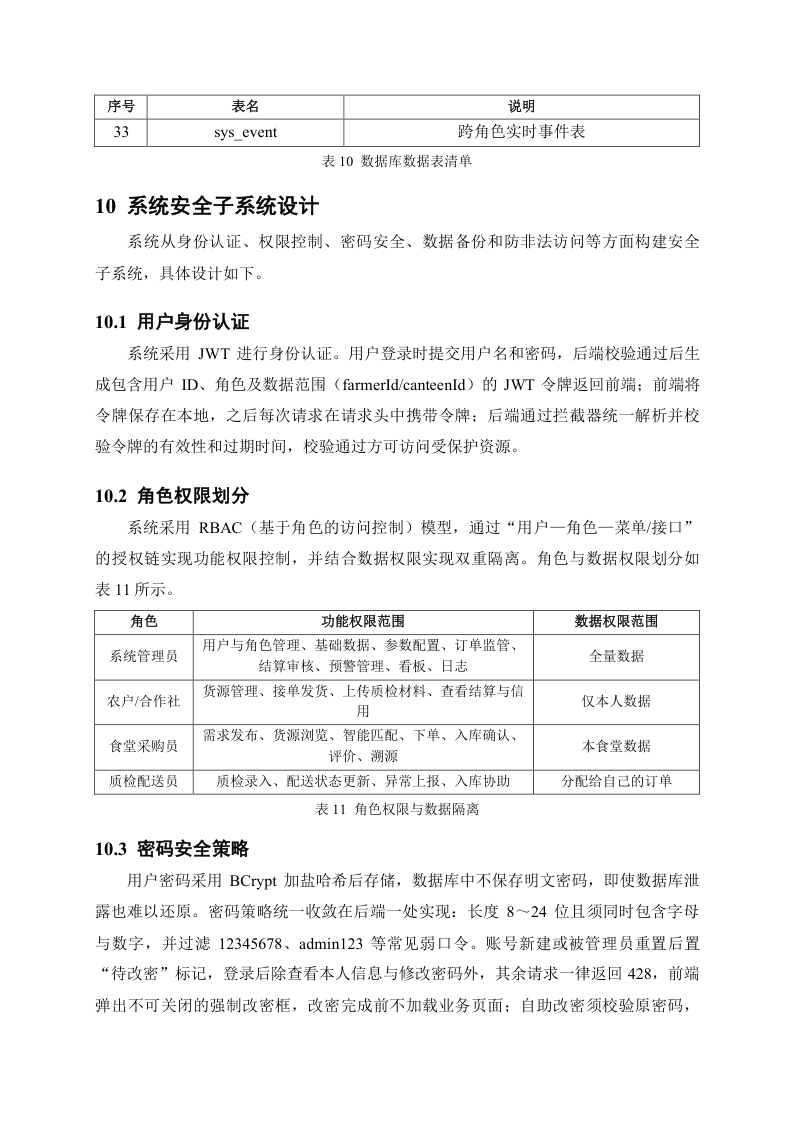 序号 表名 说明
33 sys_event 跨角色实时事件表
表 10 数据库数据表清单
10 系统安全子系统设计
系统从身份认证、权限控制、密码安全、数据备份和防非法访问等方面构建安全
子系统，具体设计如下。
10.1 用户身份认证
系统采用 JWT 进行身份认证。用户登录时提交用户名和密码，后端校验通过后生
成包含用户 ID、角色及数据范围（farmerId/canteenId）的 JWT 令牌返回前端；前端将
令牌保存在本地，之后每次请求在请求头中携带令牌；后端通过拦截器统一解析并校
验令牌的有效性和过期时间，校验通过方可访问受保护资源。
10.2 角色权限划分
系统采用 RBAC（基于角色的访问控制）模型，通过“用户—角色—菜单/接口”
的授权链实现功能权限控制，并结合数据权限实现双重隔离。角色与数据权限划分如
表 11 所示。
角色 功能权限范围 数据权限范围
系统管理员 用户与角色管理、基础数据、参数配置、订单监管、 全量数据
结算审核、预警管理、看板、日志
农户/合作社 货源管理、接单发货、上传质检材料、查看结算与信 仅本人数据
用
食堂采购员 需求发布、货源浏览、智能匹配、下单、入库确认、 本食堂数据
评价、溯源
质检配送员 质检录入、配送状态更新、异常上报、入库协助 分配给自己的订单
表 11 角色权限与数据隔离
10.3 密码安全策略
用户密码采用 BCrypt 加盐哈希后存储，数据库中不保存明文密码，即使数据库泄
露也难以还原。密码策略统一收敛在后端一处实现：长度 8～24 位且须同时包含字母
与数字，并过滤 12345678、admin123 等常见弱口令。账号新建或被管理员重置后置
“待改密”标记，登录后除查看本人信息与修改密码外，其余请求一律返回 428，前端
弹出不可关闭的强制改密框，改密完成前不加载业务页面；自助改密须校验原密码，